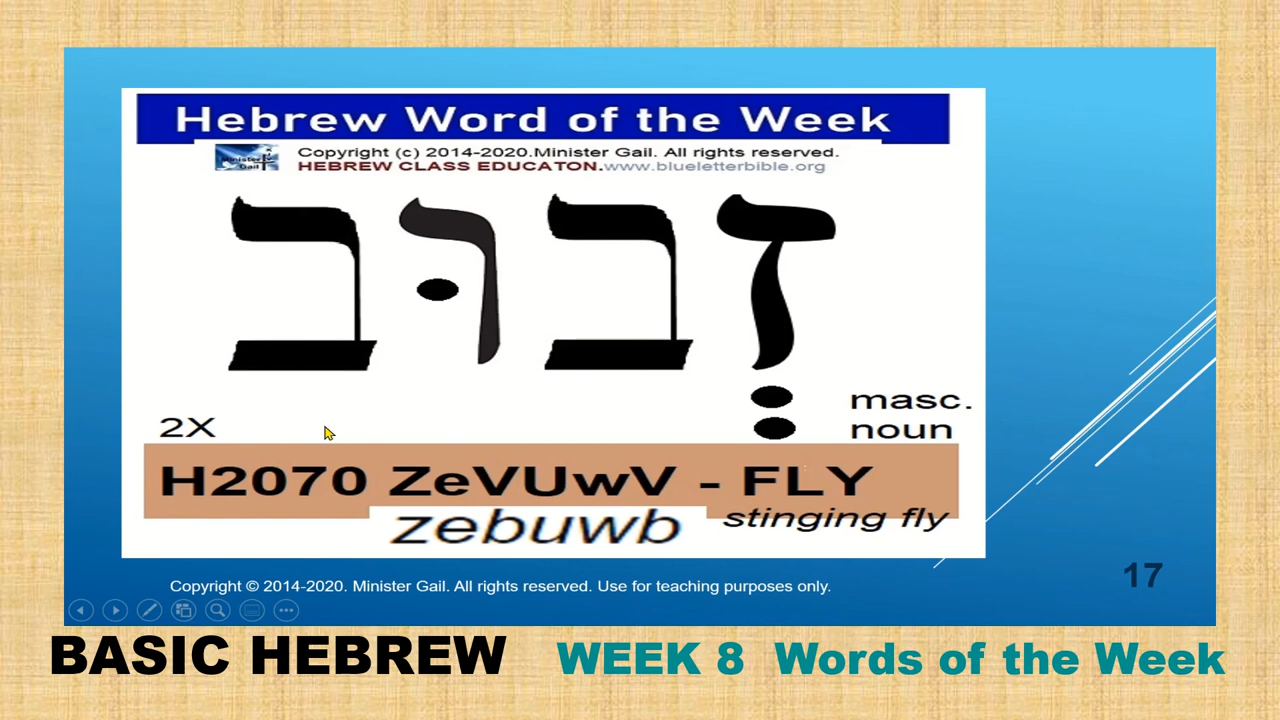 Hebrew Word of the Week
Minister Gail
Copyright (c) 2014-2020.Minister Gail. All rights reserved.
HEBREW CLASS EDUCATON.www.blueletterbible.org
זְבוּב
2X
masc.
noun
H2070 ZeVUwV - FLY
zebuwb
stinging fly
17
Copyright © 2014-2020. Minister Gail. All rights reserved. Use for teaching purposes only.
BASIC HEBREW WEEK 8 Words of the Week